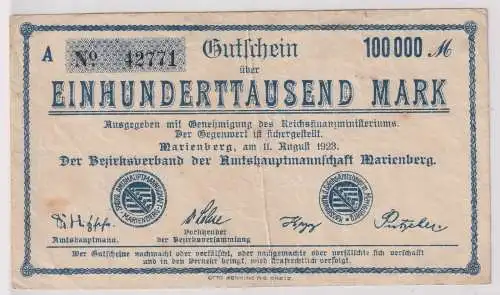 A № 42771 Gutschein 100000 M
über
EINHUNDERTTAUSEND MARK
Ausgegeben mit Genehmigung des Reichsfinanzministeriums.
Der Gegenwert ist sichergestellt.
Marienberg, am 11. August 1923.
Der Bezirksverband der Amtshauptmannschaft Marienberg.
Amtshauptmann.
Vorsitzender
der Bezirksversammlung
Wer Gutscheine nachmacht oder verfälscht, oder nachgemachte oder verfälschte sich verschafft
und in den Verkehr bringt, wird strafrechtlich verfolgt.